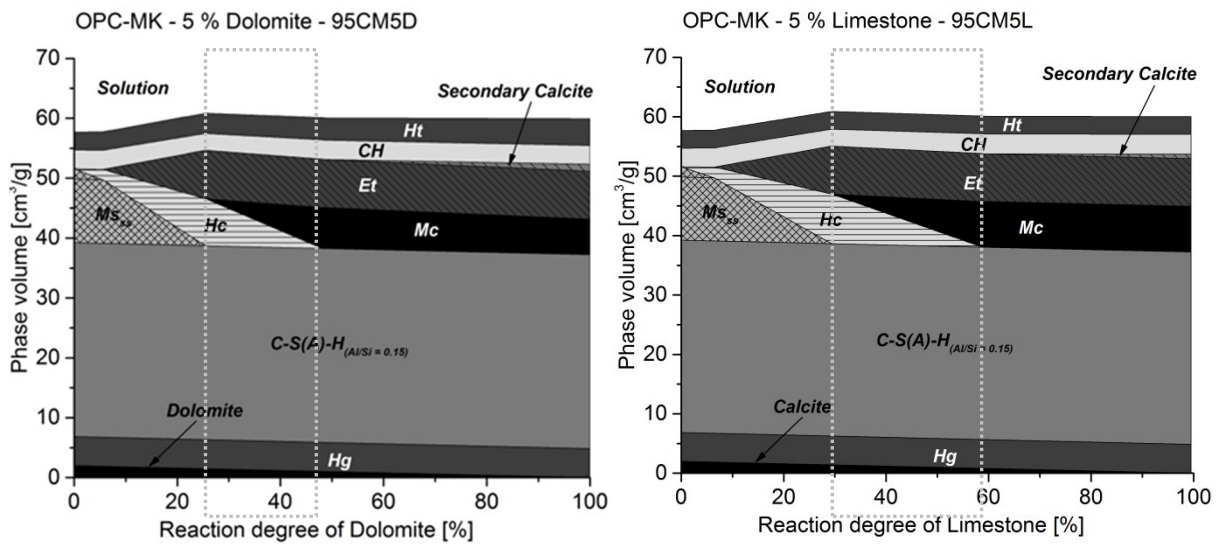 OPC-MK - 5 % Dolomite - 95CM5D
70
60
50
40
30
20
10
0
Phase volume [cm³/g]
Solution
Secondary Calcite
Ht
CH
Et
Ms_ss
Hc
Mc
C-S(A)-H_(Al/Si = 0.15)
Dolomite
Hg
0 20 40 60 80 100
Reaction degree of Dolomite [%]
OPC-MK - 5 % Limestone - 95CM5L
70
60
50
40
30
20
10
0
Phase volume [cm³/g]
Solution
Secondary Calcite
Ht
CH
Et
Ms_ss
Hc
Mc
C-S(A)-H_(Al/Si = 0.15)
Calcite
Hg
0 20 40 60 80 100
Reaction degree of Limestone [%]